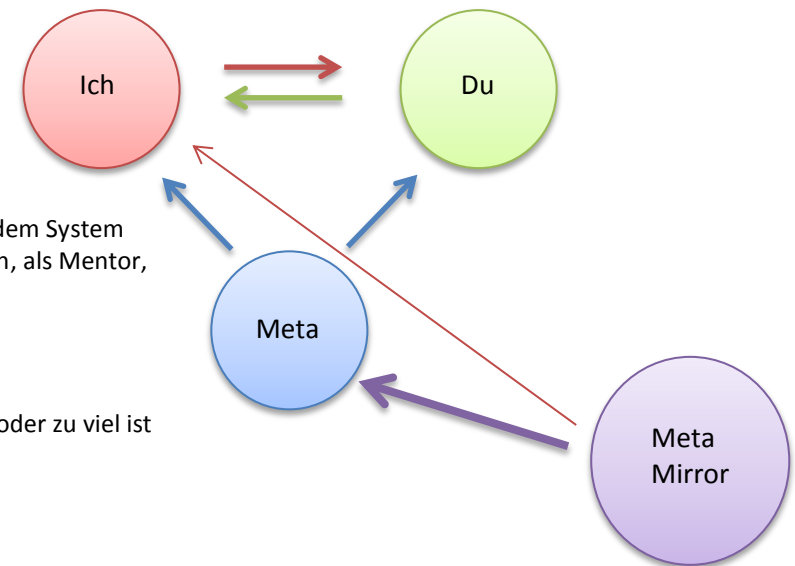 Ich
Du
dem System
, als Mentor,
Meta
oder zu viel ist
Meta
Mirror